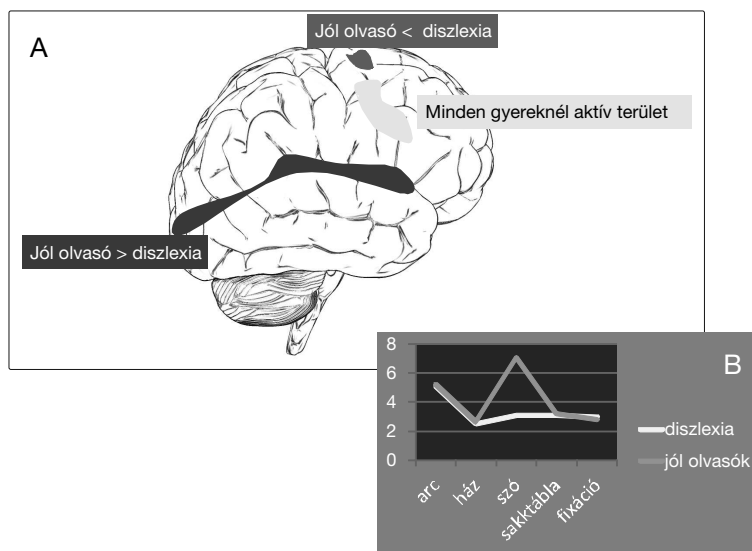 A
Jól olvasó < diszlexia
Minden gyereknél aktív terület
Jól olvasó > diszlexia
B
8
6
4
2
0
arc
ház
szó
sakktábla
fixáció
diszlexia
jól olvasók